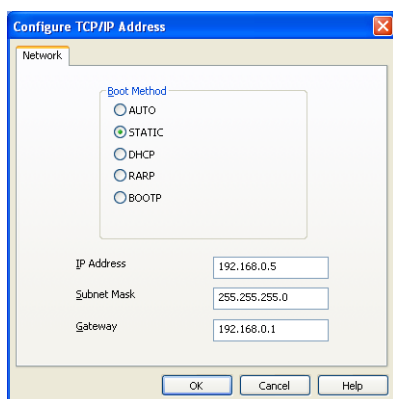 Configure TCP/IP Address
Network
Boot Method
AUTO
STATIC
DHCP
RARP
BOOTP
IP Address 192.168.0.5
Subnet Mask 255.255.255.0
Gateway 192.168.0.1
OK Cancel Help